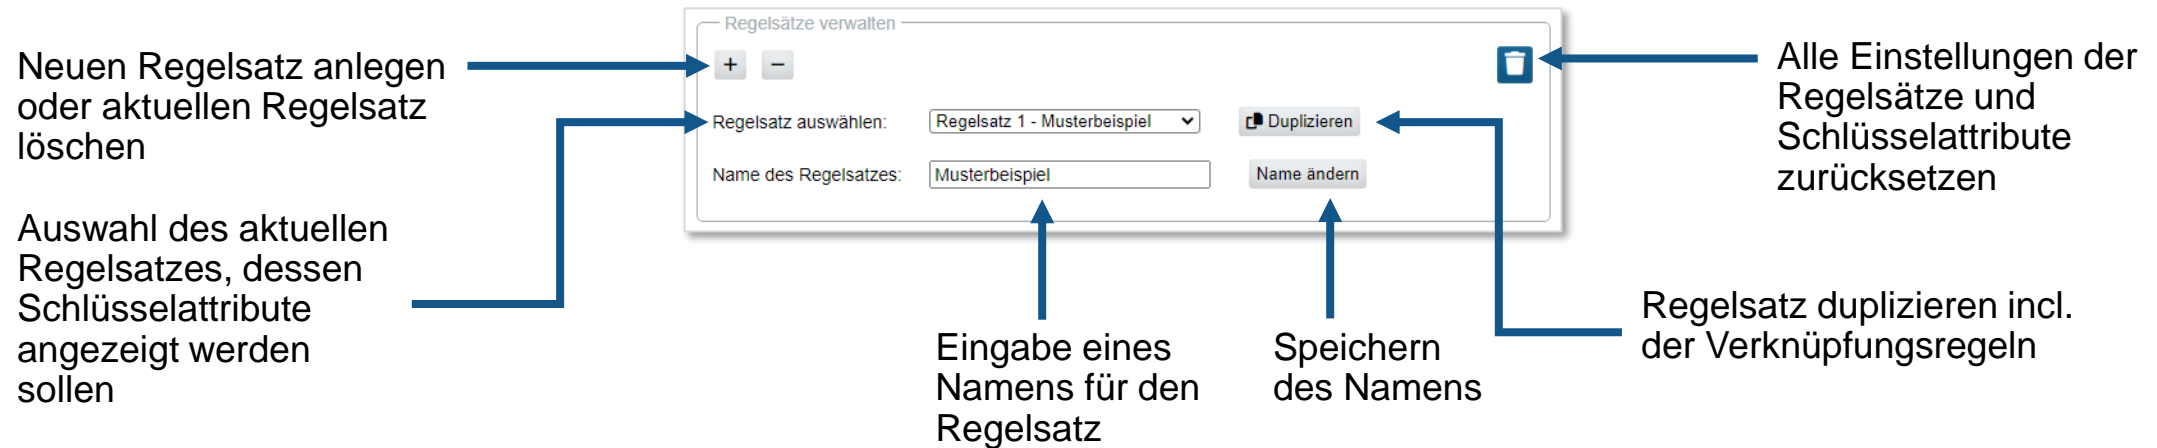 Regelsätze verwalten
Neuen Regelsatz anlegen
oder aktuellen Regelsatz
löschen
+ −
Alle Einstellungen der
Regelsätze und
Schlüsselattribute
zurücksetzen
Regelsatz auswählen: Regelsatz 1 - Musterbeispiel Duplizieren
Name des Regelsatzes: Musterbeispiel Name ändern
Auswahl des aktuellen
Regelsatzes, dessen
Schlüsselattribute
angezeigt werden
sollen
Eingabe eines
Namens für den
Regelsatz
Speichern
des Namens
Regelsatz duplizieren incl.
der Verknüpfungsregeln